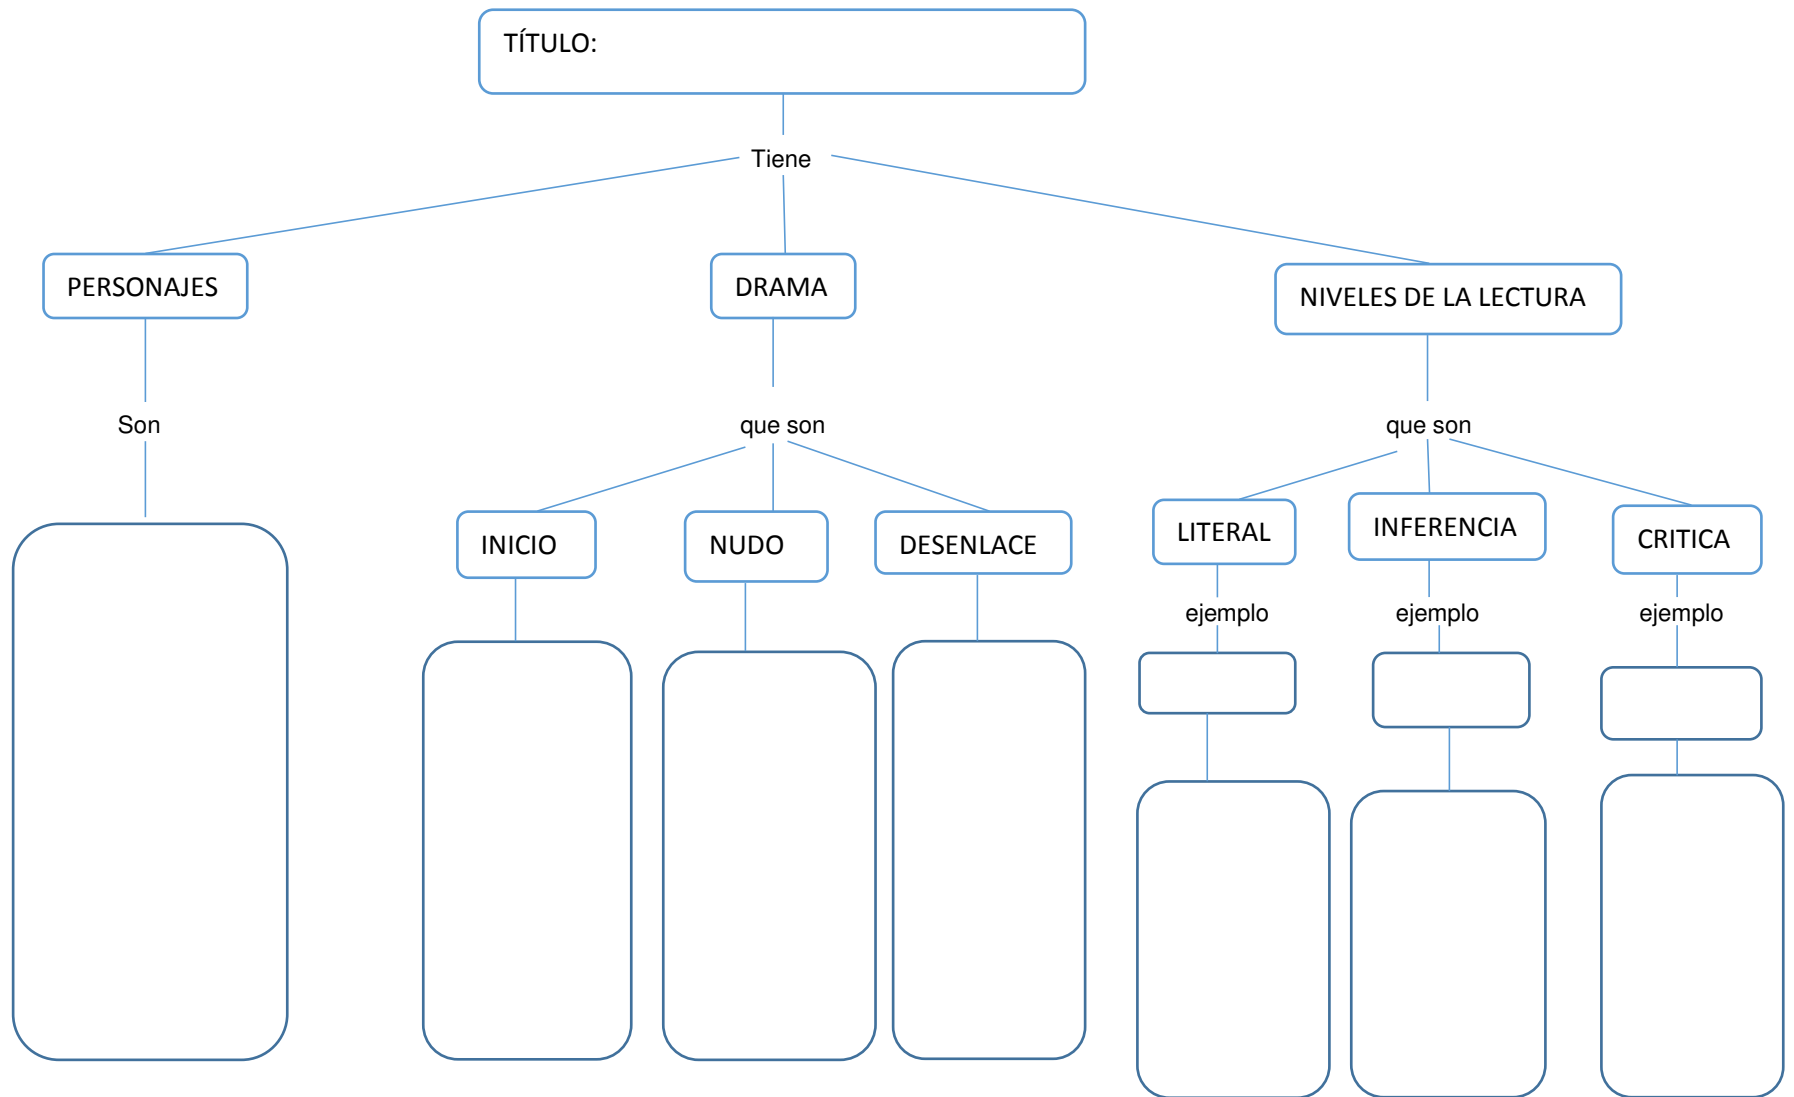 TÍTULO:
Tiene
PERSONAJES
DRAMA
NIVELES DE LA LECTURA
Son
que son
que son
INICIO
NUDO
DESENLACE
LITERAL
INFERENCIA
CRITICA
ejemplo
ejemplo
ejemplo